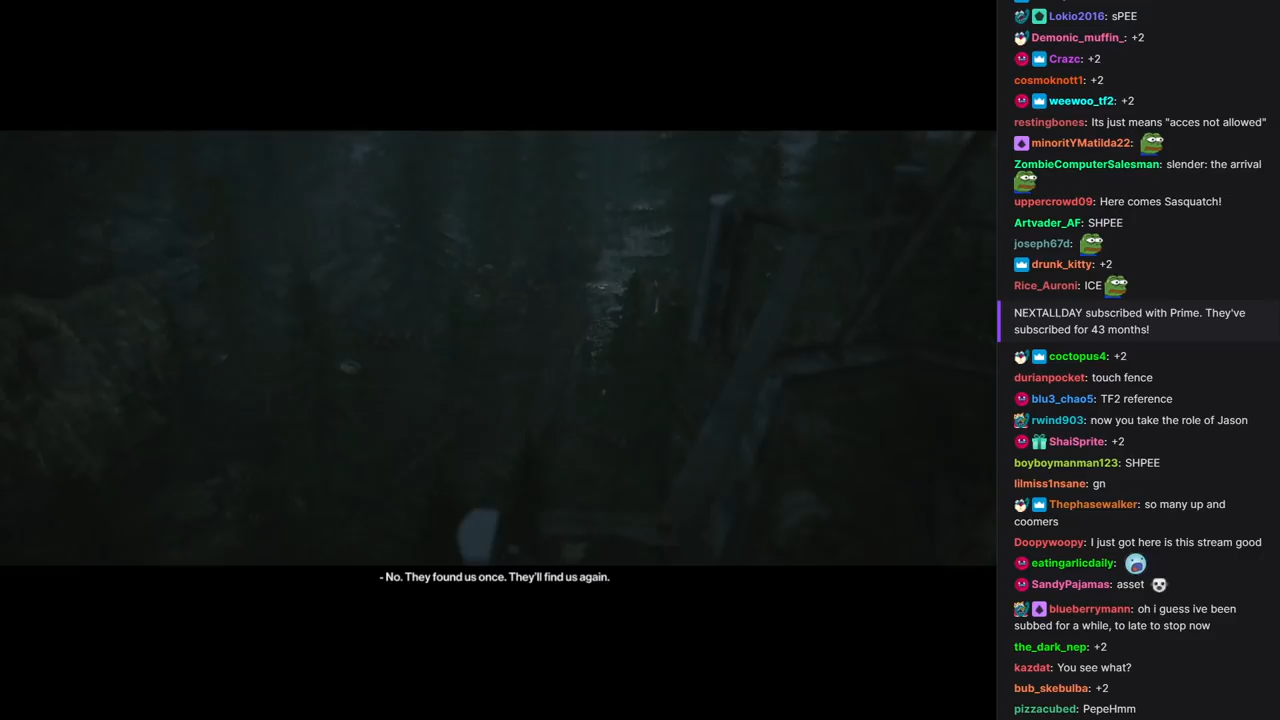 Lokio2016: sPEE
Demonic_muffin_: +2
Crazc: +2
cosmoknott1: +2
weewoo_tf2: +2
restingbones: Its just means "acces not allowed"
minoritYMatilda22:
ZombieComputerSalesman: slender: the arrival
uppercrowd09: Here comes Sasquatch!
Artvader_AF: SHPEE
joseph67d:
drunk_kitty: +2
Rice_Auroni: ICE
NEXTALLDAY subscribed with Prime. They've
subscribed for 43 months!
coctopus4: +2
durianpocket: touch fence
blu3_chao5: TF2 reference
rwind903: now you take the role of Jason
ShaiSprite: +2
boyboymanman123: SHPEE
lilmiss1nsane: gn
Thephasewalker: so many up and
coomers
Doopywoopy: I just got here is this stream good
eatingarlicdaily:
SandyPajamas: asset
blueberrymann: oh i guess ive been
subbed for a while, to late to stop now
the_dark_nep: +2
kazdat: You see what?
bub_skebulba: +2
pizzacubed: PepeHmm
- No. They found us once. They'll find us again.